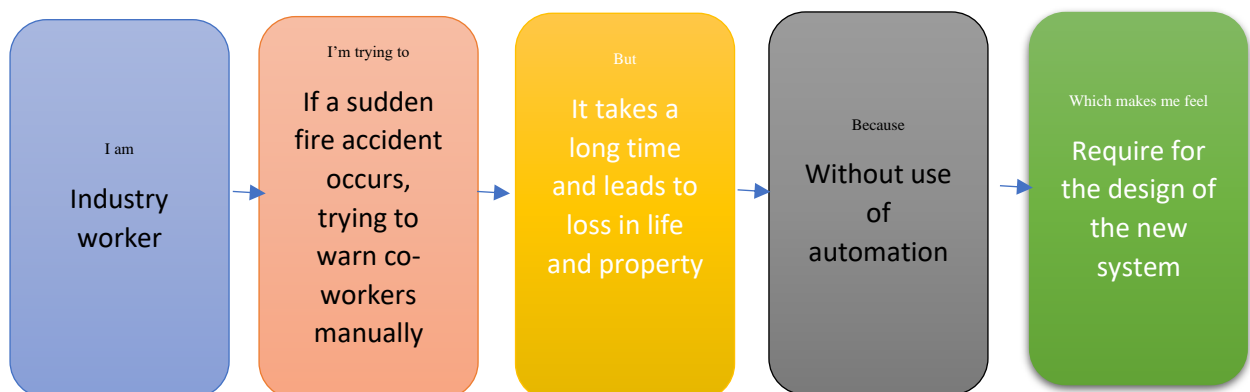 I am
Industry
worker
I’m trying to
If a sudden
fire accident
occurs,
trying to
warn co-
workers
manually
But
It takes a
long time
and leads to
loss in life
and property
Because
Without use
of
automation
Which makes me feel
Require for
the design of
the new
system